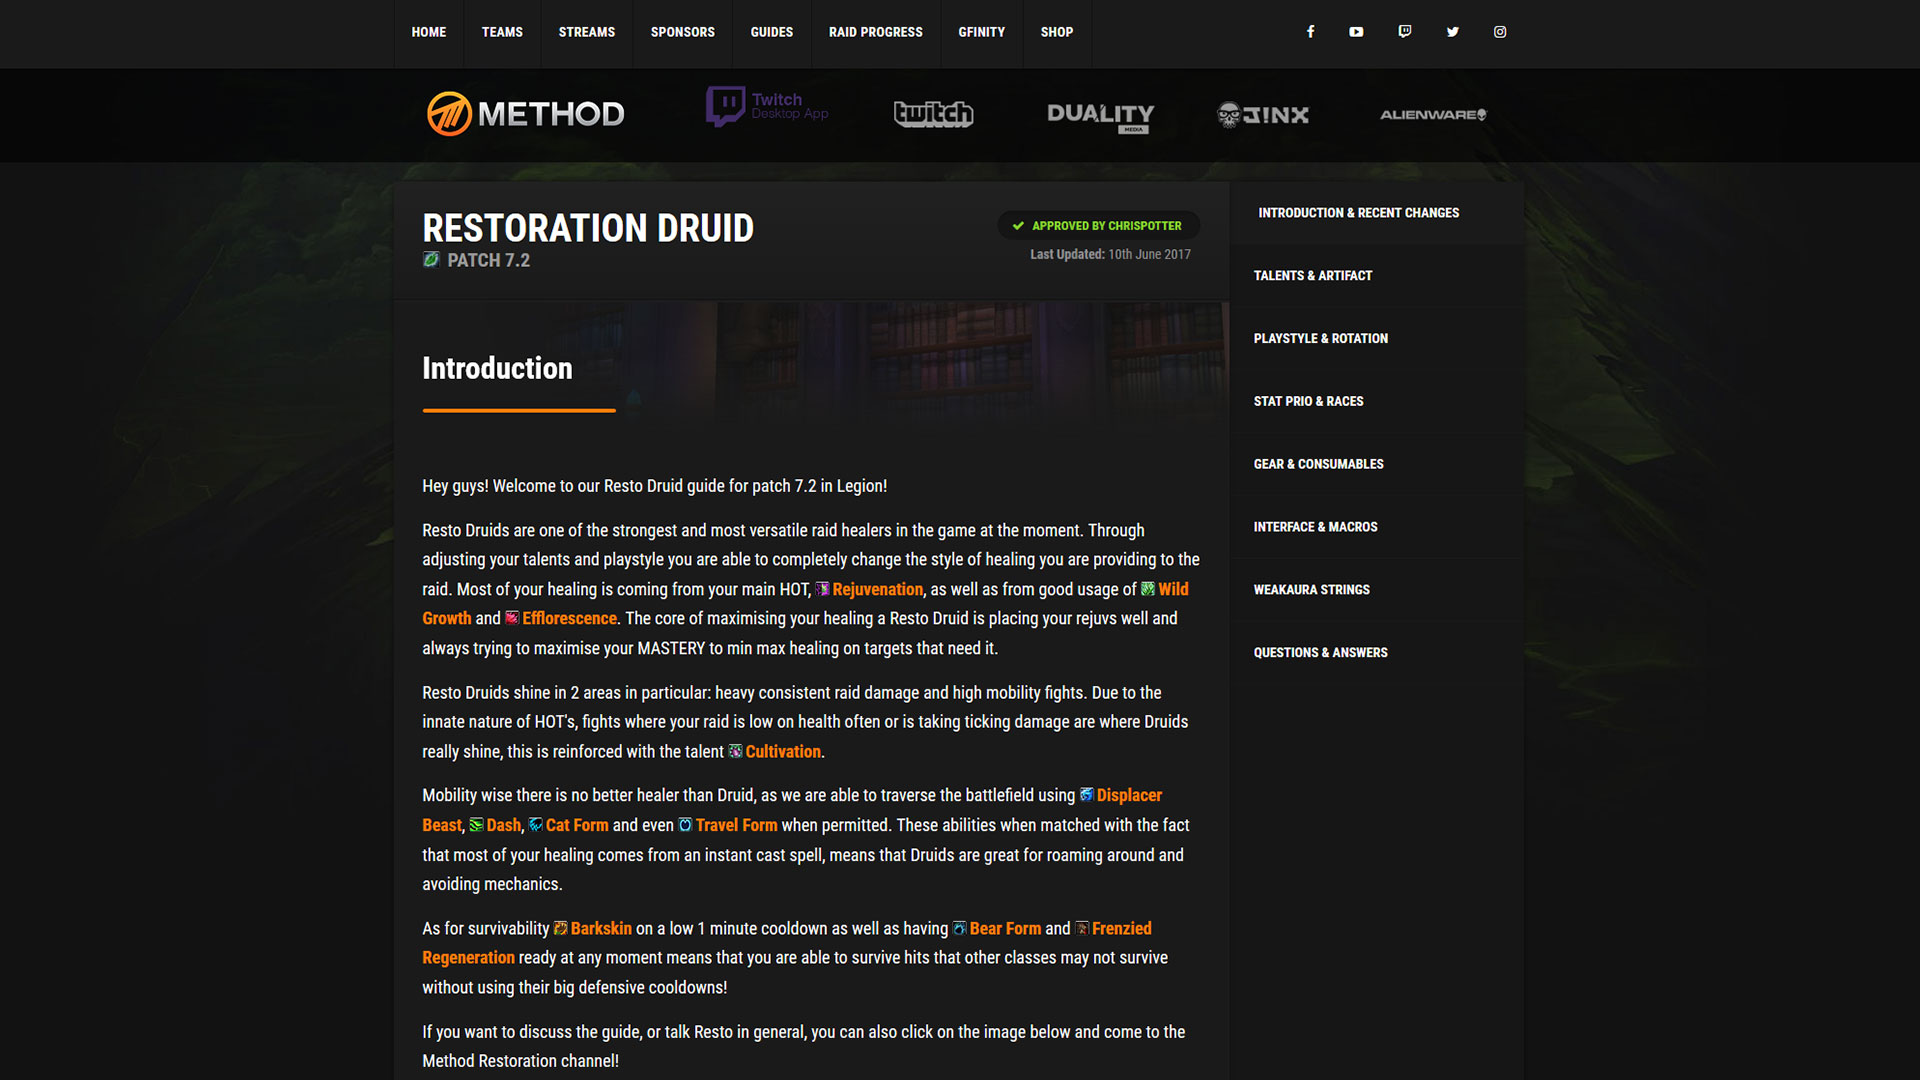 HOME TEAMS STREAMS SPONSORS GUIDES RAID PROGRESS GFINITY SHOP
METHOD
Twitch
Desktop App
twitch
DUALITY
MEDIA
J!NX
ALIENWARE
RESTORATION DRUID
PATCH 7.2
APPROVED BY CHRISPOTTER
Last Updated: 10th June 2017
Introduction
Hey guys! Welcome to our Resto Druid guide for patch 7.2 in Legion!
Resto Druids are one of the strongest and most versatile raid healers in the game at the moment. Through
adjusting your talents and playstyle you are able to completely change the style of healing you are providing to the
raid. Most of your healing is coming from your main HOT, Rejuvenation, as well as from good usage of Wild
Growth and Efflorescence. The core of maximising your healing a Resto Druid is placing your rejuvs well and
always trying to maximise your MASTERY to min max healing on targets that need it.
Resto Druids shine in 2 areas in particular: heavy consistent raid damage and high mobility fights. Due to the
innate nature of HOT's, fights where your raid is low on health often or is taking ticking damage are where Druids
really shine, this is reinforced with the talent Cultivation.
Mobility wise there is no better healer than Druid, as we are able to traverse the battlefield using Displacer
Beast, Dash, Cat Form and even Travel Form when permitted. These abilities when matched with the fact
that most of your healing comes from an instant cast spell, means that Druids are great for roaming around and
avoiding mechanics.
As for survivability Barkskin on a low 1 minute cooldown as well as having Bear Form and Frenzied
Regeneration ready at any moment means that you are able to survive hits that other classes may not survive
without using their big defensive cooldowns!
If you want to discuss the guide, or talk Resto in general, you can also click on the image below and come to the
Method Restoration channel!
INTRODUCTION & RECENT CHANGES
TALENTS & ARTIFACT
PLAYSTYLE & ROTATION
STAT PRIO & RACES
GEAR & CONSUMABLES
INTERFACE & MACROS
WEAKAURA STRINGS
QUESTIONS & ANSWERS